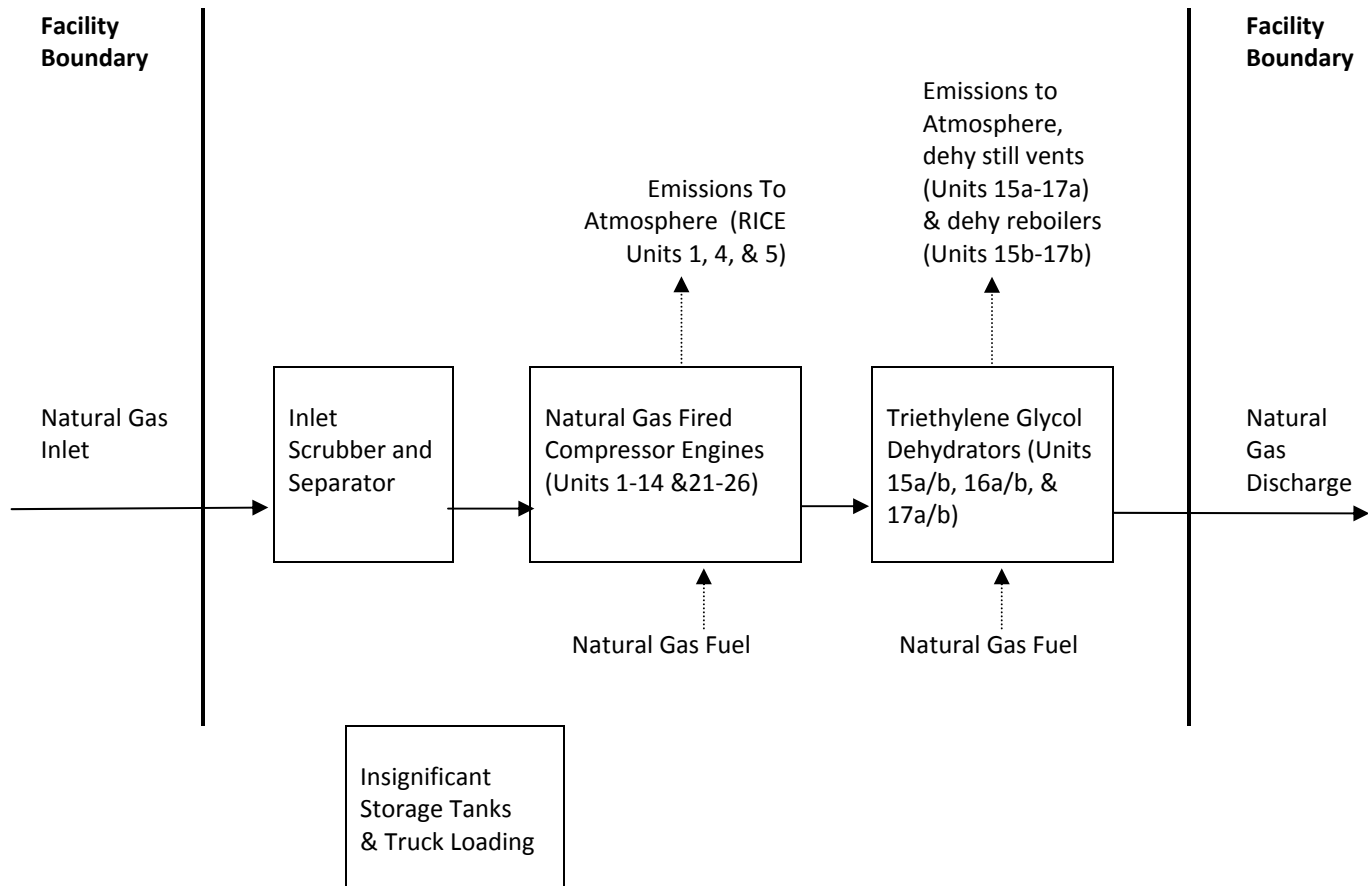 Facility
Boundary
Facility
Boundary
Emissions To
Atmosphere (RICE
Units 1, 4, & 5)
Emissions to
Atmosphere,
dehy still vents
(Units 15a-17a)
& dehy reboilers
(Units 15b-17b)
Natural Gas
Inlet
Inlet
Scrubber and
Separator
Natural Gas Fired
Compressor Engines
(Units 1-14 &21-26)
Triethylene Glycol
Dehydrators (Units
15a/b, 16a/b, &
17a/b)
Natural
Gas
Discharge
Natural Gas Fuel
Natural Gas Fuel
Insignificant
Storage Tanks
& Truck Loading